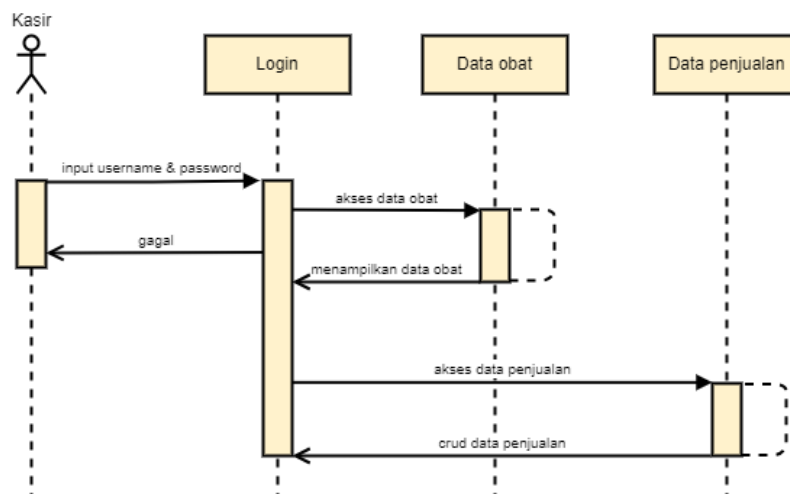 Kasir
Login
Data obat
Data penjualan
input username & password
akses data obat
gagal
menampilkan data obat
akses data penjualan
crud data penjualan